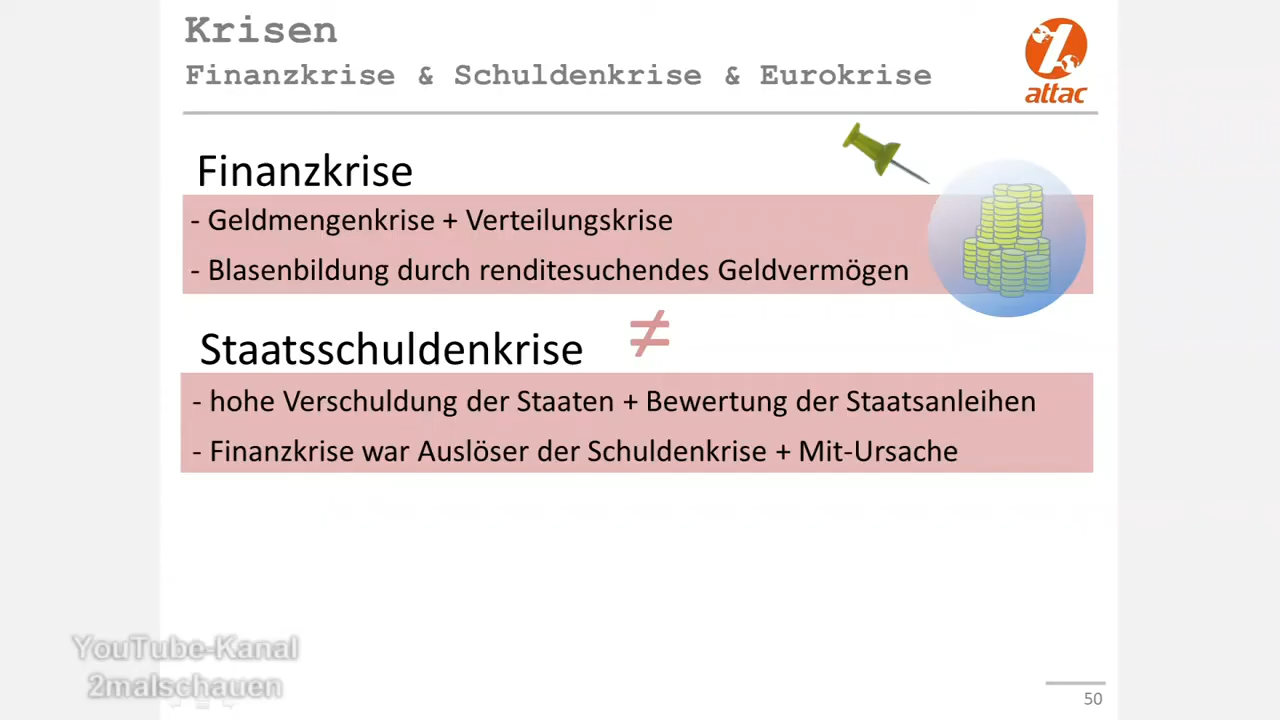 Krisen
Finanzkrise & Schuldenkrise & Eurokrise
attac
Finanzkrise
- Geldmengenkrise + Verteilungskrise
- Blasenbildung durch renditesuchendes Geldvermögen
≠
Staatsschuldenkrise
- hohe Verschuldung der Staaten + Bewertung der Staatsanleihen
- Finanzkrise war Auslöser der Schuldenkrise + Mit-Ursache
YouTube-Kanal
2malschauen
50